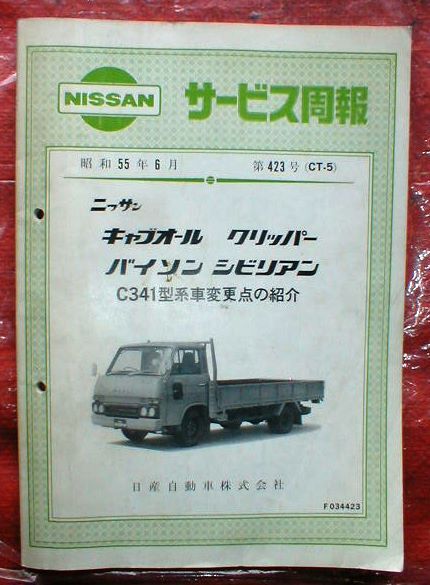 NISSAN サービス周報
昭和55年6月 第423号(CT-5)
ニッサン
キャブオール クリッパー
バイソン シビリアン
C341型系車変更点の紹介
日産自動車株式会社
F034423